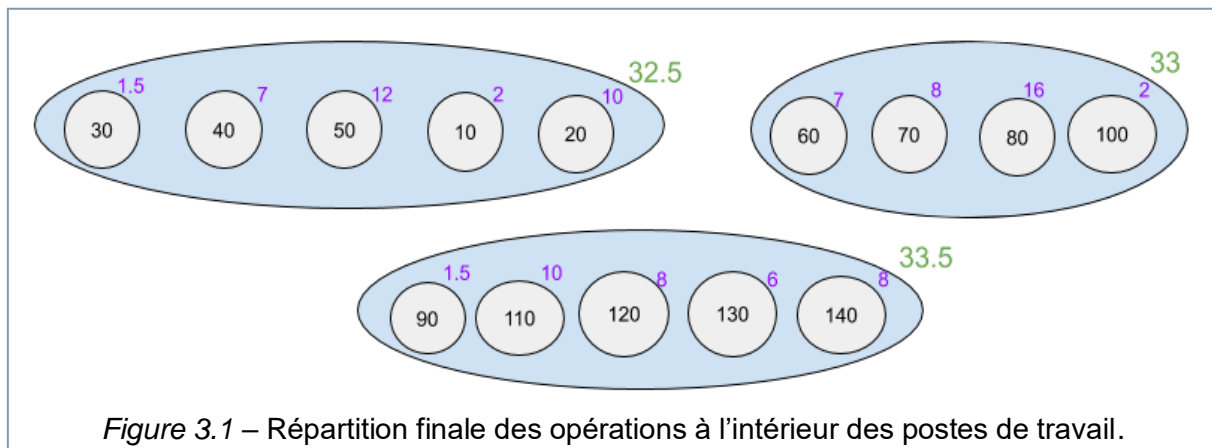 32.5
1.5 7 12 2 10
30 40 50 10 20
33
7 8 16 2
60 70 80 100
33.5
1.5 10 8 6 8
90 110 120 130 140
Figure 3.1 – Répartition finale des opérations à l’intérieur des postes de travail.